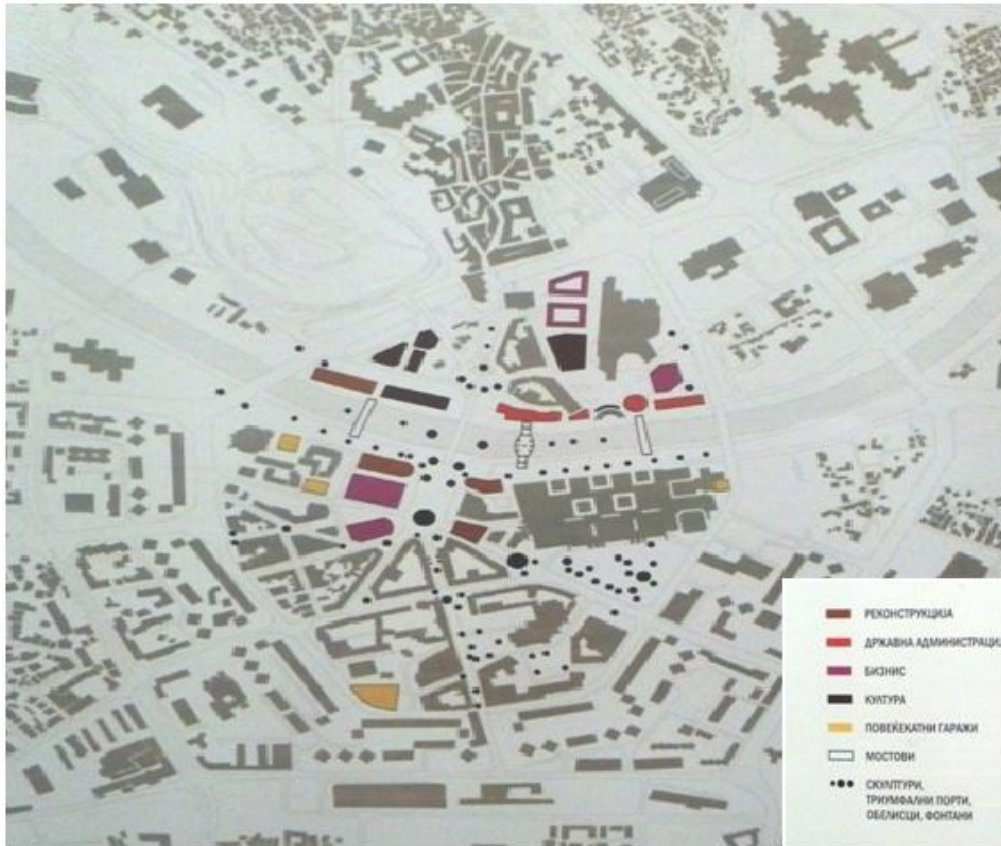 РЕКОНСТРУКЦИЈА
ДРЖАВНА АДМИНИСТРАЦИЈ
БИЗНИС
КУЛТУРА
ПОВЕЌЕКАТНИ ГАРАЖИ
МОСТОВИ
СКУЛПТУРИ,
ТРИУМФАЛНИ ПОРТИ,
ОБЕЛИСЦИ, ФОНТАНИ